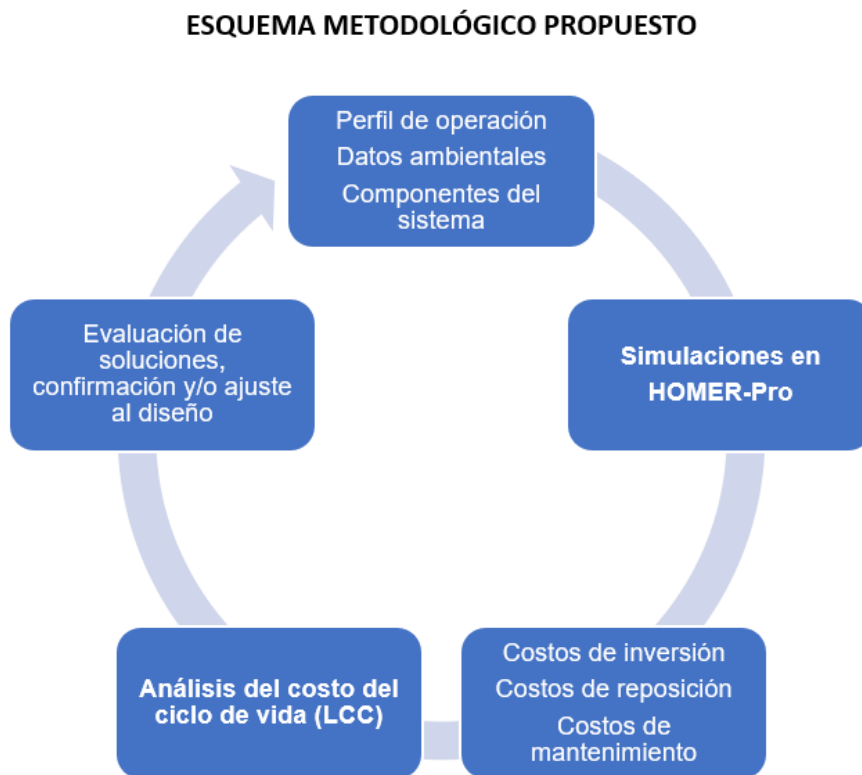 ESQUEMA METODOLÓGICO PROPUESTO
Perfil de operación
Datos ambientales
Componentes del
sistema
Simulaciones en
HOMER-Pro
Costos de inversión
Costos de reposición
Costos de
mantenimiento
Análisis del costo del
ciclo de vida (LCC)
Evaluación de
soluciones,
confirmación y/o ajuste
al diseño